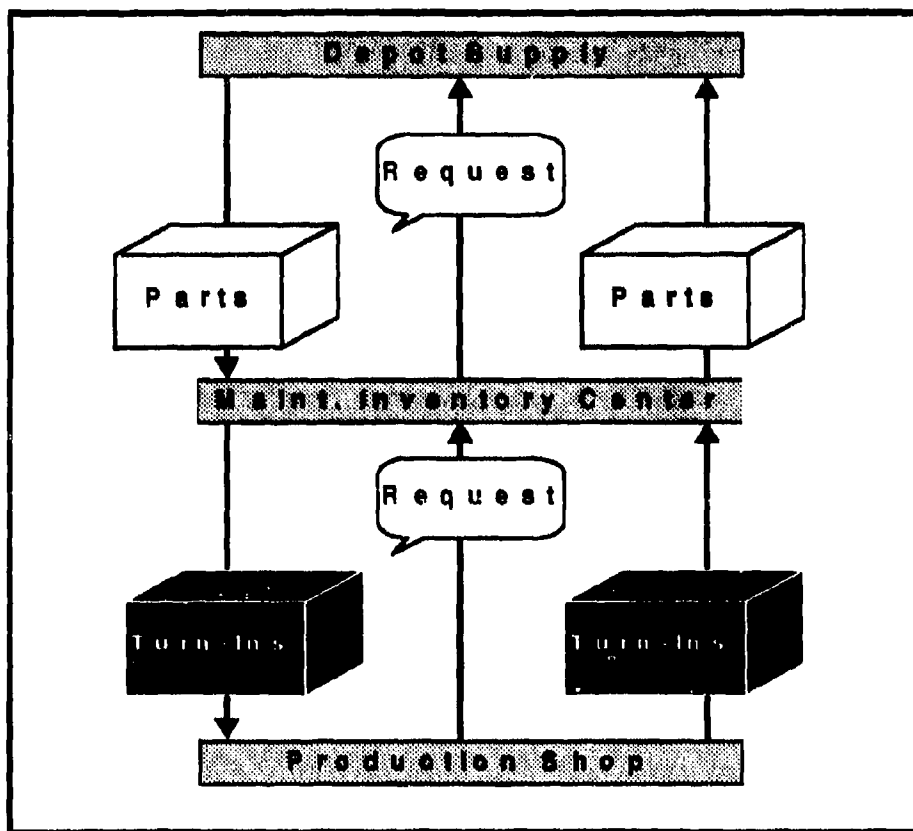 Depot Supply
Request
Parts
Parts
Maint. Inventory Center
Request
Turn-Ins
Turn-Ins
Production Shop